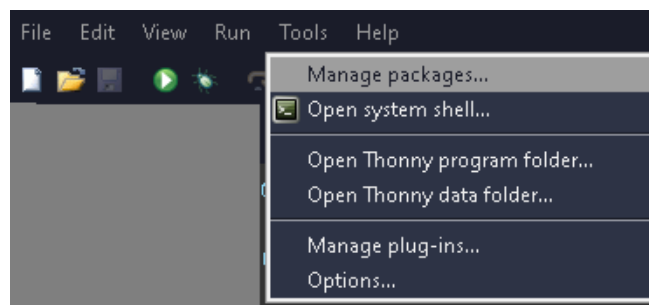 File Edit View Run Tools Help
Manage packages...
Open system shell...
Open Thonny program folder...
Open Thonny data folder...
Manage plug-ins...
Options...